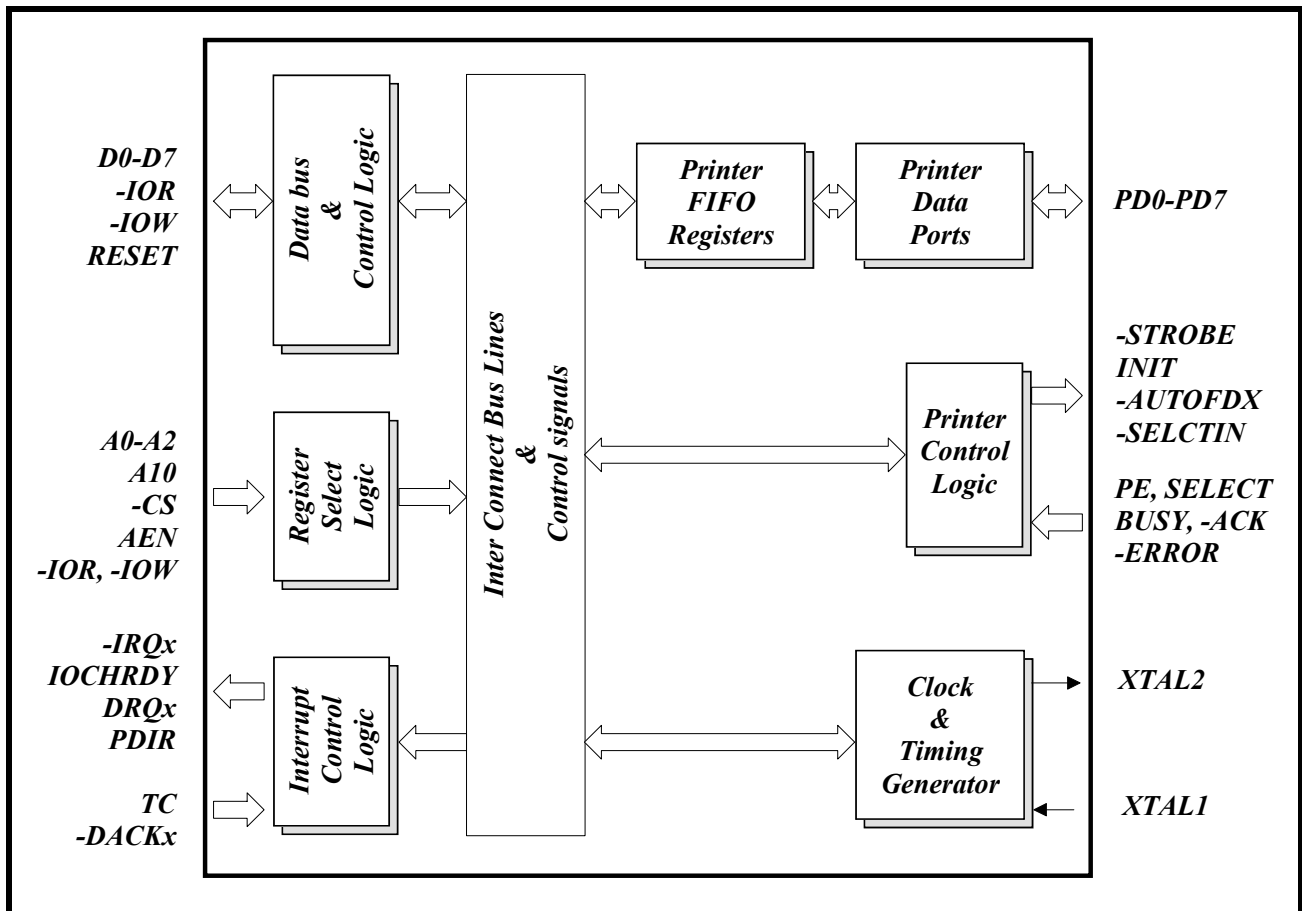 D0-D7
-IOR
-IOW
RESET
A0-A2
A10
-CS
AEN
-IOR, -IOW
-IRQx
IOCHRDY
DRQx
PDIR
TC
-DACKx
Data bus
&
Control Logic
Register
Select
Logic
Interrupt
Control
Logic
Inter Connect Bus Lines
&
Control signals
Printer
FIFO
Registers
Printer
Data
Ports
Printer
Control
Logic
Clock
&
Timing
Generator
PD0-PD7
-STROBE
INIT
-AUTOFDX
-SELCTIN
PE, SELECT
BUSY, -ACK
-ERROR
XTAL2
XTAL1